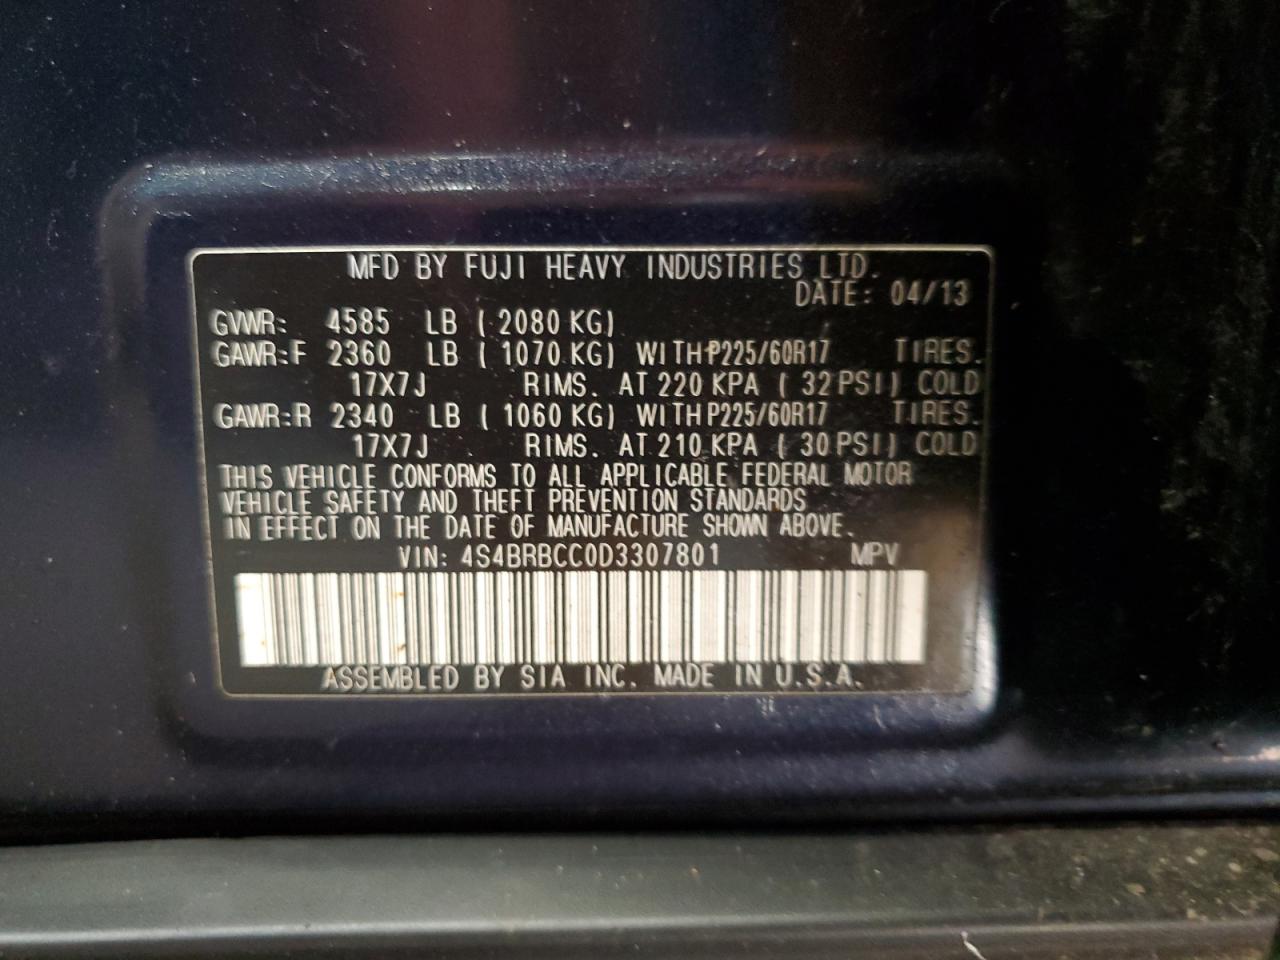 MFD BY FUJI HEAVY INDUSTRIES LTD.
DATE: 04/13
GVWR: 4585 LB (2080 KG)
GAWR:F 2360 LB (1070 KG) WITH P225/60R17 TIRES.
17X7J RIMS. AT 220 KPA (32 PSI) COLD
GAWR:R 2340 LB (1060 KG) WITH P225/60R17 TIRES.
17X7J RIMS. AT 210 KPA (30 PSI) COLD
THIS VEHICLE CONFORMS TO ALL APPLICABLE FEDERAL MOTOR
VEHICLE SAFETY AND THEFT PREVENTION STANDARDS
IN EFFECT ON THE DATE OF MANUFACTURE SHOWN ABOVE.
VIN: 4S4BRBCC0D3307801 MPV
ASSEMBLED BY SIA INC. MADE IN U.S.A.